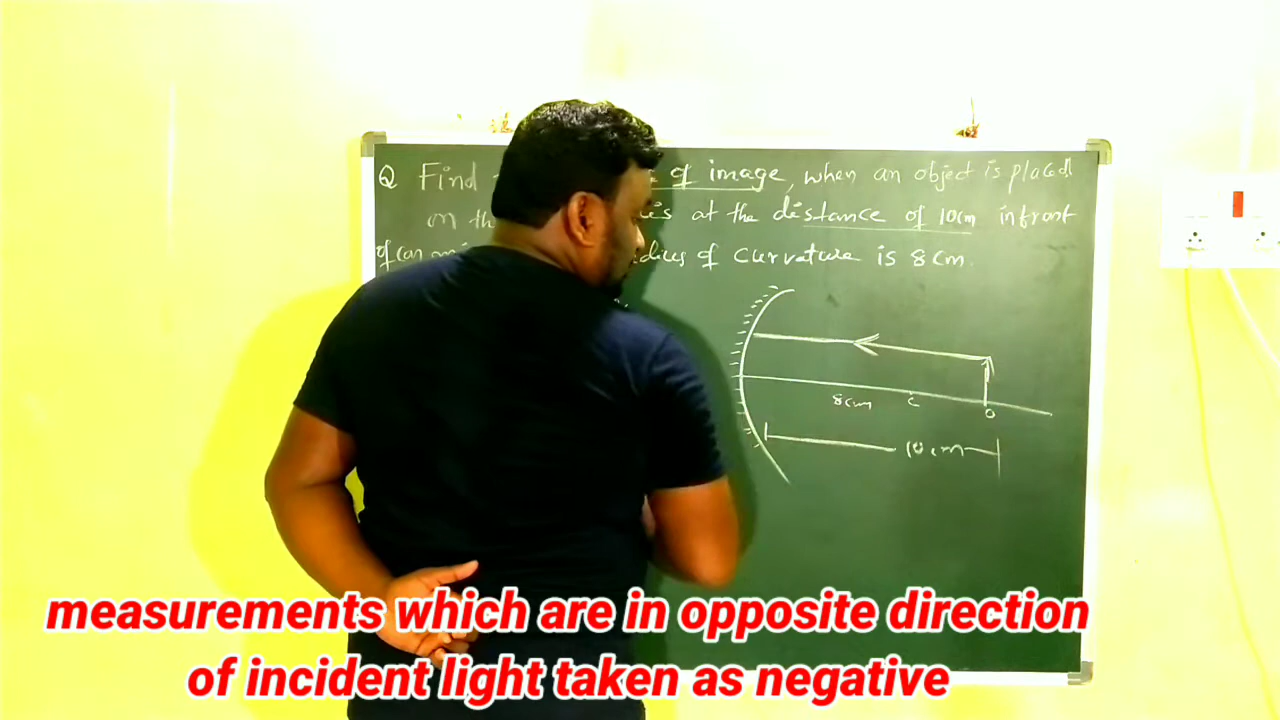 Q Find of image, when an object is placed
on the at the distance of 10cm infront
of con of curvature is 8cm.
8cm c o
10cm
measurements which are in opposite direction
of incident light taken as negative